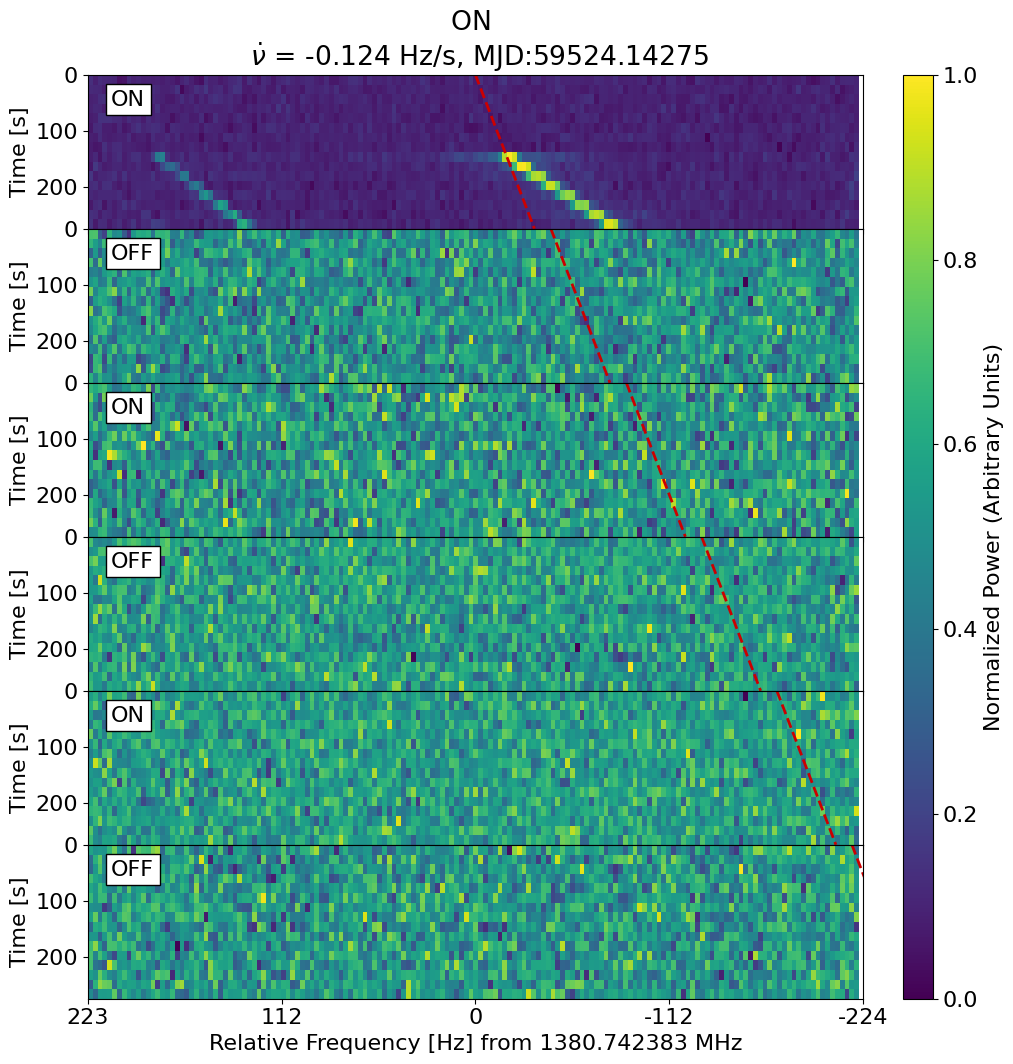 ON
ν̇ = -0.124 Hz/s, MJD:59524.14275
0
100
200
Time [s]
ON
0
100
200
Time [s]
OFF
0
100
200
Time [s]
ON
0
100
200
Time [s]
OFF
0
100
200
Time [s]
ON
0
100
200
Time [s]
OFF
223 112 0 -112 -224
Relative Frequency [Hz] from 1380.742383 MHz
1.0
0.8
0.6
0.4
0.2
0.0
Normalized Power (Arbitrary Units)